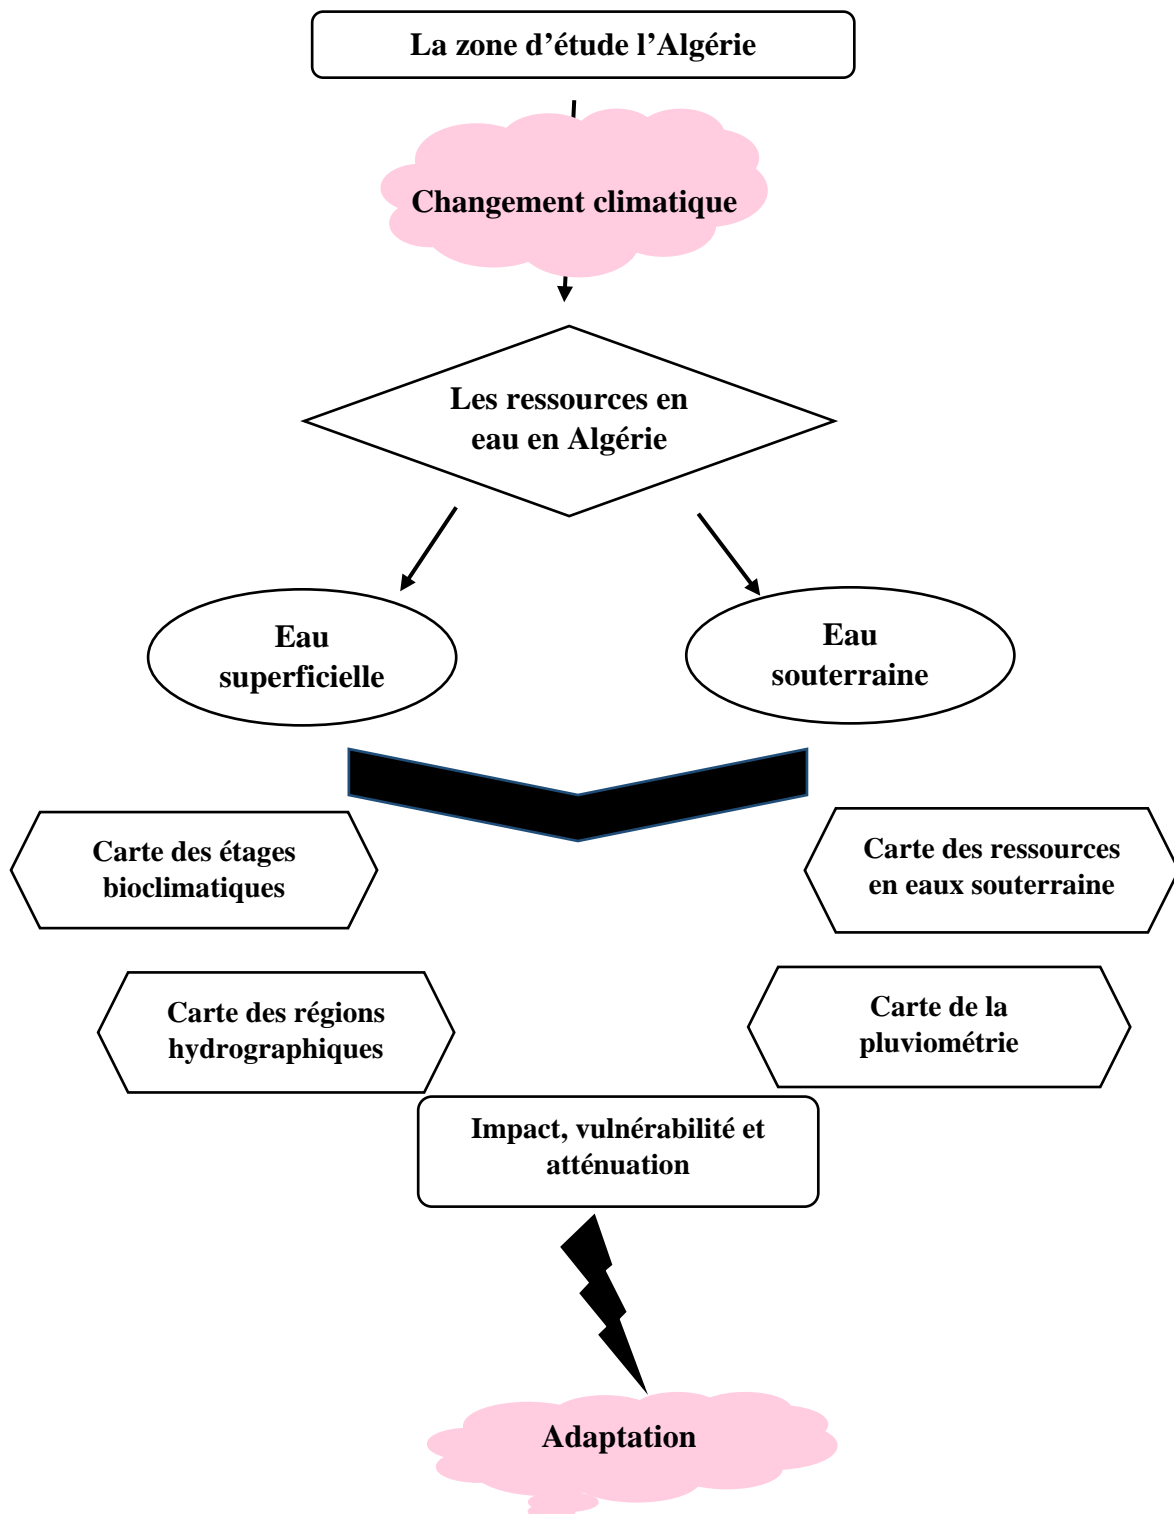 La zone d’étude l’Algérie
Changement climatique
Les ressources en
eau en Algérie
Eau
superficielle
Eau
souterraine
Carte des étages
bioclimatiques
Carte des ressources
en eaux souterraine
Carte des régions
hydrographiques
Carte de la
pluviométrie
Impact, vulnérabilité et
atténuation
Adaptation